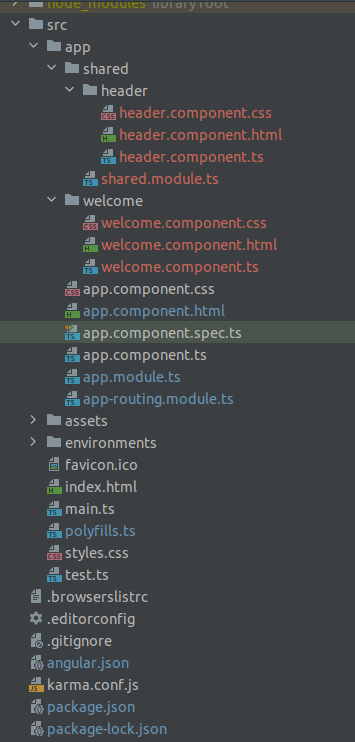 node_modules library root
src
app
shared
header
header.component.css
header.component.html
header.component.ts
shared.module.ts
welcome
welcome.component.css
welcome.component.html
welcome.component.ts
app.component.css
app.component.html
app.component.spec.ts
app.component.ts
app.module.ts
app-routing.module.ts
assets
environments
favicon.ico
index.html
main.ts
polyfills.ts
styles.css
test.ts
.browserslistrc
.editorconfig
.gitignore
angular.json
karma.conf.js
package.json
package-lock.json